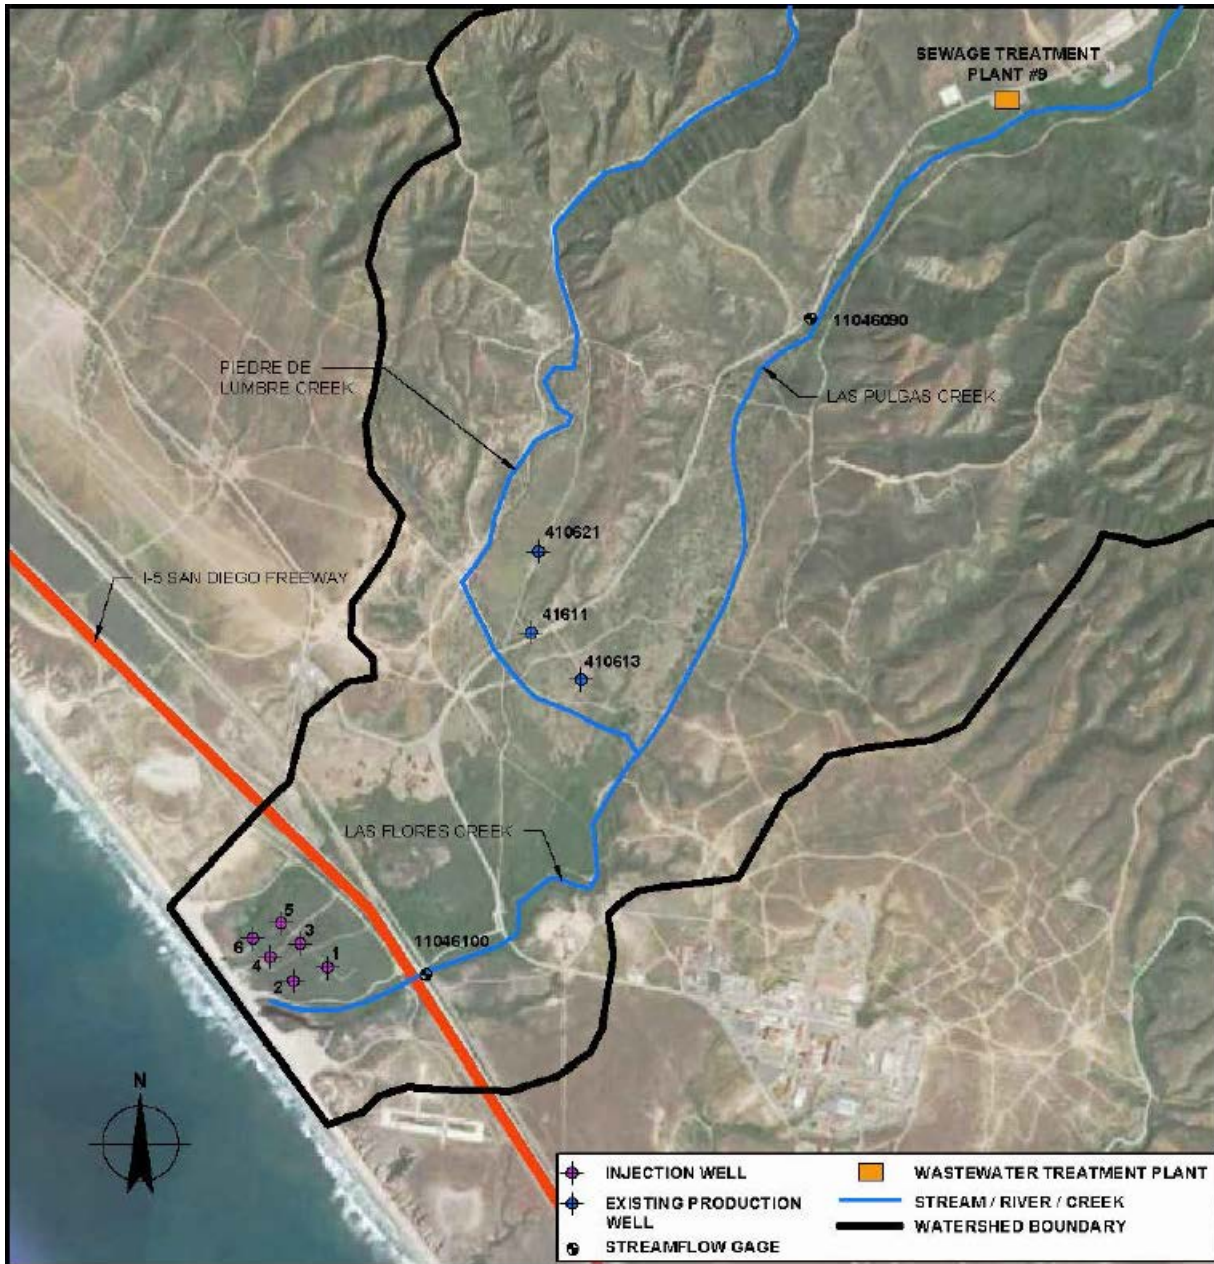 SEWAGE TREATMENT
PLANT #9
11046090
PIEDRE DE
LUMBRE CREEK
LAS PULGAS CREEK
410621
I-5 SAN DIEGO FREEWAY
41611
410613
LAS FLORES CREEK
5
6
3
11046100
4
1
2
N
INJECTION WELL
EXISTING PRODUCTION
WELL
STREAMFLOW GAGE
WASTEWATER TREATMENT PLANT
STREAM / RIVER / CREEK
WATERSHED BOUNDARY